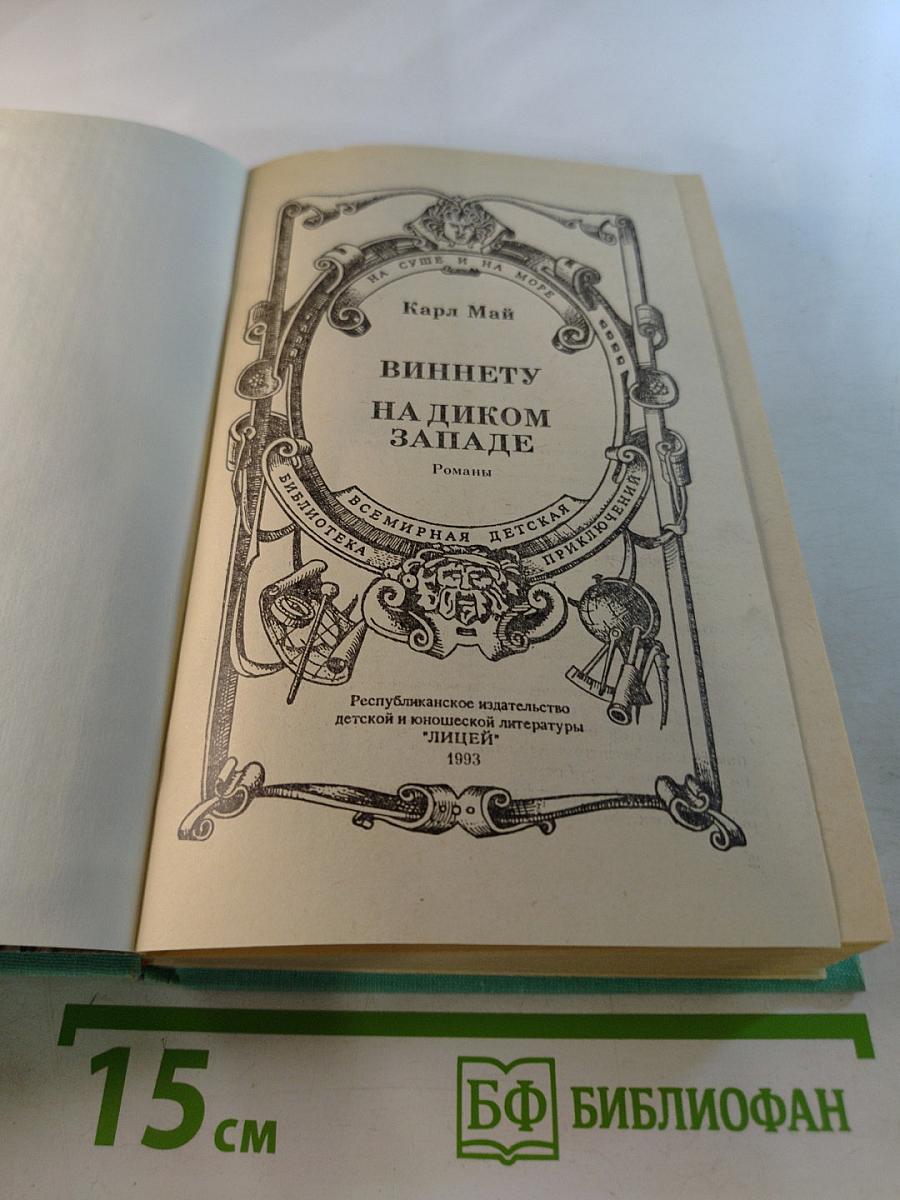 НА СУШЕ И НА МОРЕ
Карл Май
ВИННЕТУ
НА ДИКОМ
ЗАПАДЕ
Романы
ВСЕМИРНАЯ ДЕТСКАЯ
БИБЛИОТЕКА ПРИКЛЮЧЕНИЙ
Республиканское издательство
детской и юношеской литературы
"ЛИЦЕЙ"
1993
15 см
БФ БИБЛИОФАН